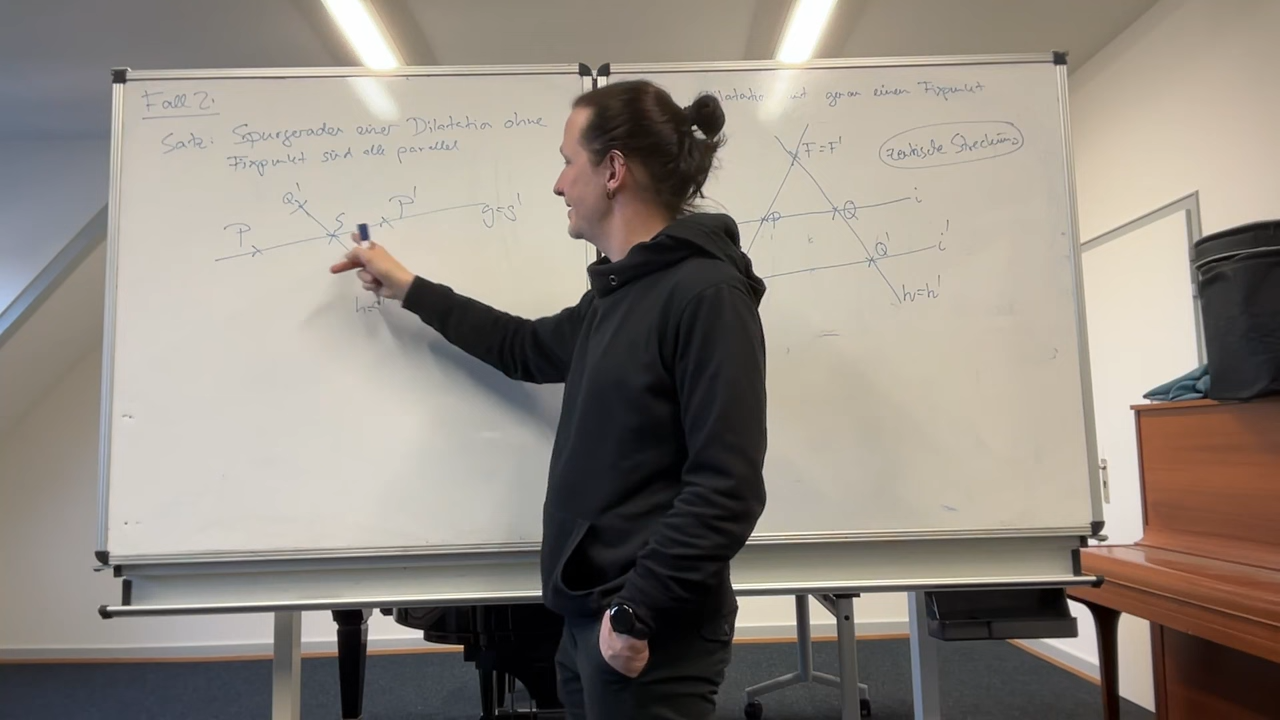 Fall 2:
Satz: Spurgeraden einer Dilatation ohne
Fixpunkt sind alle parallel
Q'
P
S
P'
g=g'
Dilatation mit genau einen Fixpunkt
zentrische Streckung
F=F'
P
Q
i
Q'
i'
h=h'